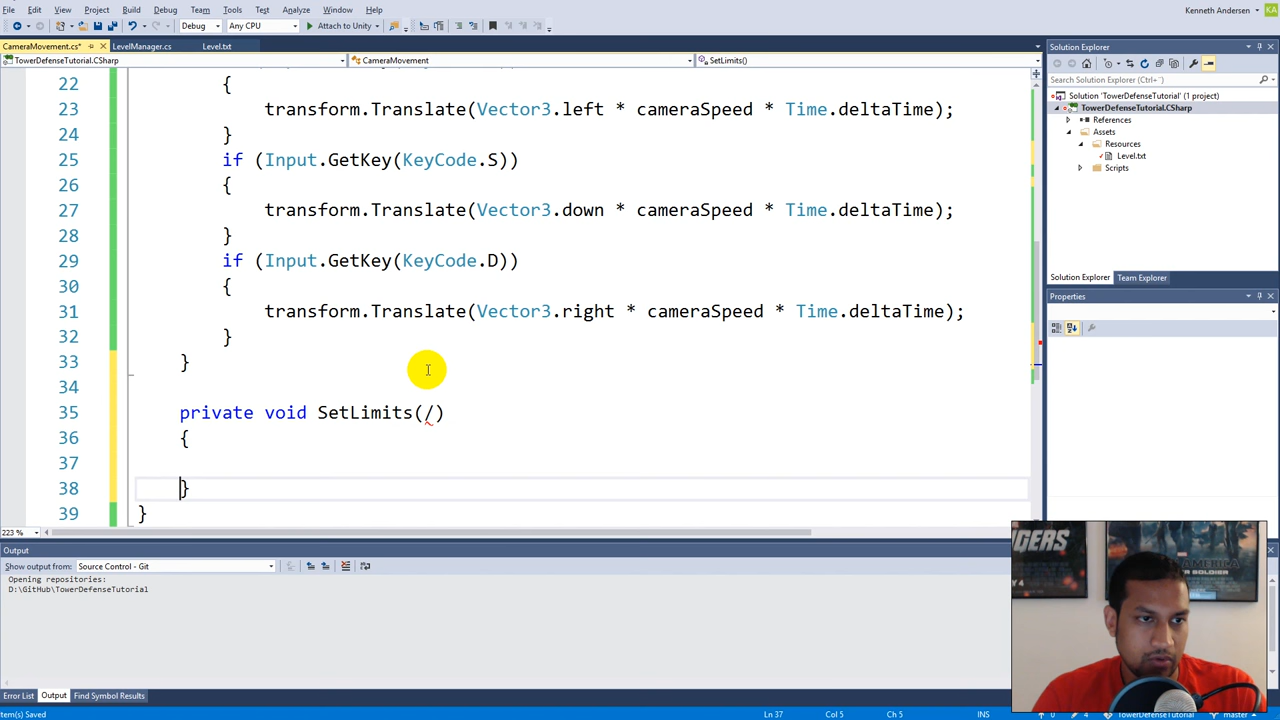 File Edit View Project Build Debug Team Tools Test Analyze Window Help
Kenneth Andersen KA
Debug Any CPU Attach to Unity
CameraMovement.cs* LevelManager.cs Level.txt
TowerDefenseTutorial.CSharp CameraMovement SetLimits()
22 {
23 transform.Translate(Vector3.left * cameraSpeed * Time.deltaTime);
24 }
25 if (Input.GetKey(KeyCode.S))
26 {
27 transform.Translate(Vector3.down * cameraSpeed * Time.deltaTime);
28 }
29 if (Input.GetKey(KeyCode.D))
30 {
31 transform.Translate(Vector3.right * cameraSpeed * Time.deltaTime);
32 }
33 }
34
35 private void SetLimits(/)
36 {
37
38 }
39 }
223 %
Solution Explorer
Search Solution Explorer (Ctrl+¨)
Solution 'TowerDefenseTutorial' (1 project)
TowerDefenseTutorial.CSharp
References
Assets
Resources
Level.txt
Scripts
Solution Explorer Team Explorer
Properties
Output
Show output from: Source Control - Git
Opening repositories:
D:\GitHub\TowerDefenseTutorial
Error List Output Find Symbol Results
tem(s) Saved Ln 37 Col 5 Ch 5 INS 0 4 TowerDefenseTutorial master